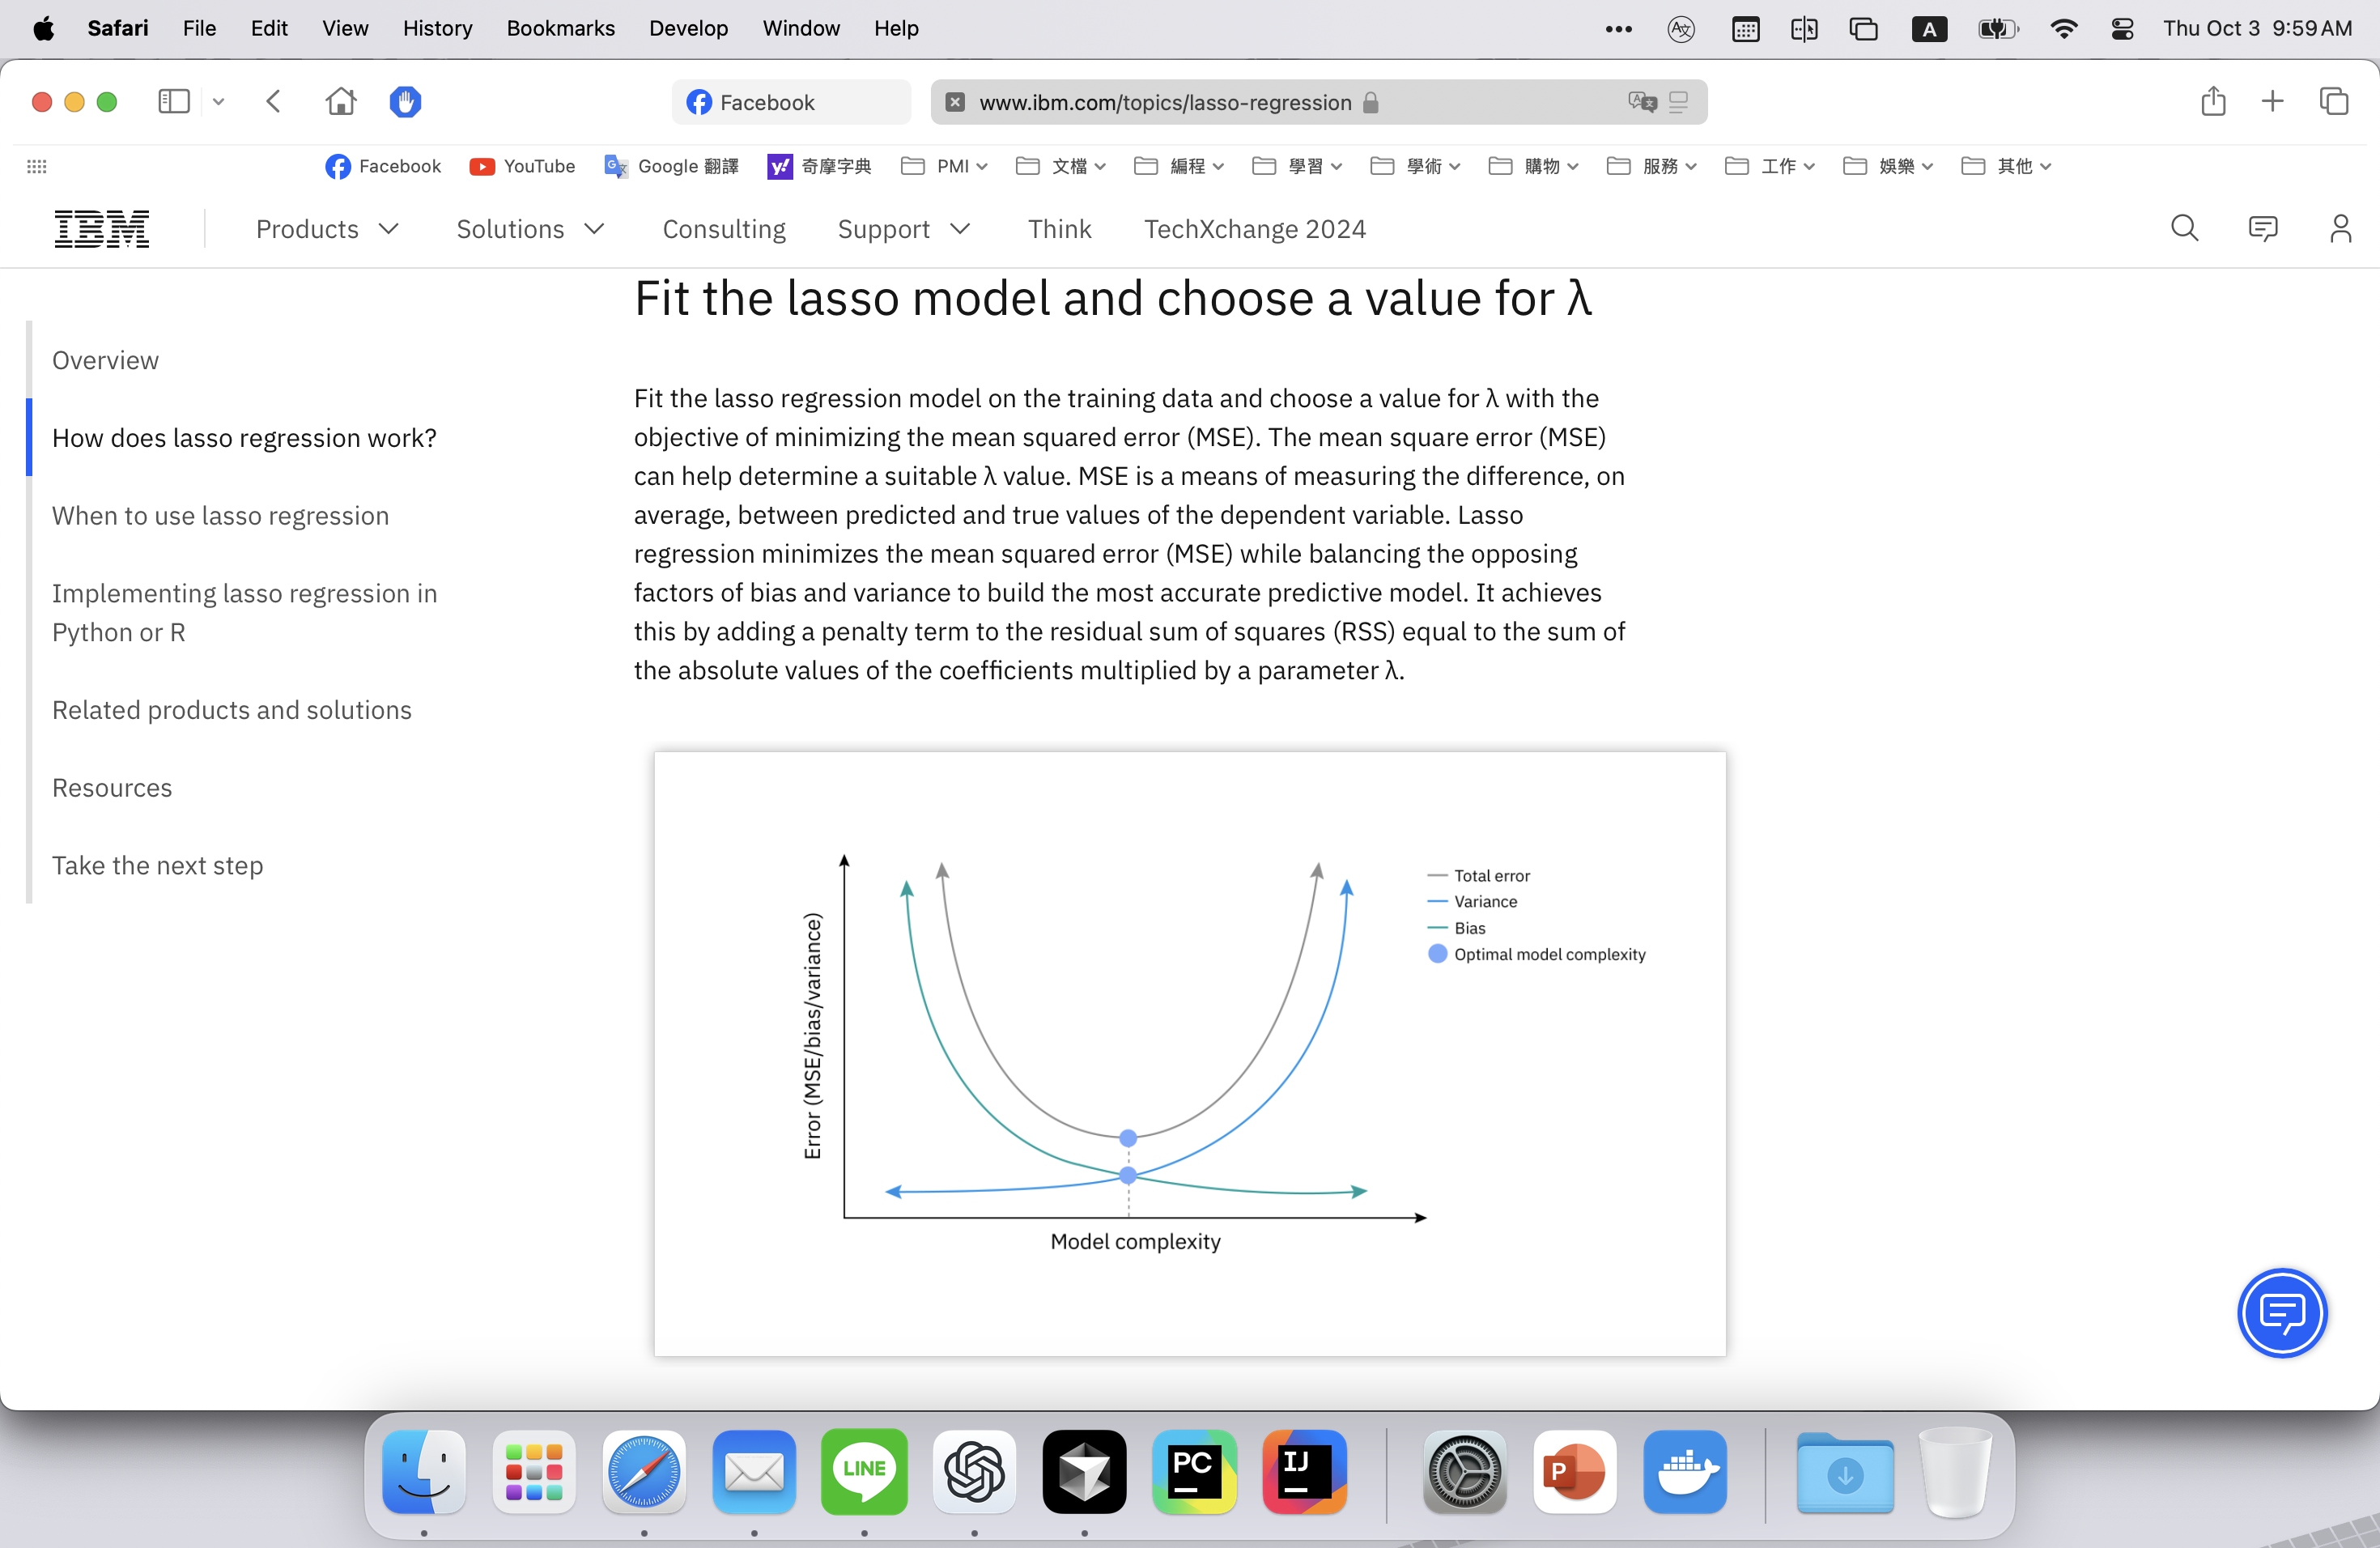 Safari File Edit View History Bookmarks Develop Window Help A Thu Oct 3 9:59 AM
Facebook www.ibm.com/topics/lasso-regression
Facebook YouTube Google 翻譯 奇摩字典 PMI 文檔 編程 學習 學術 購物 服務 工作 娛樂 其他
IBM Products Solutions Consulting Support Think TechXchange 2024
Overview
How does lasso regression work?
When to use lasso regression
Implementing lasso regression in
Python or R
Related products and solutions
Resources
Take the next step
Fit the lasso model and choose a value for λ
Fit the lasso regression model on the training data and choose a value for λ with the
objective of minimizing the mean squared error (MSE). The mean square error (MSE)
can help determine a suitable λ value. MSE is a means of measuring the difference, on
average, between predicted and true values of the dependent variable. Lasso
regression minimizes the mean squared error (MSE) while balancing the opposing
factors of bias and variance to build the most accurate predictive model. It achieves
this by adding a penalty term to the residual sum of squares (RSS) equal to the sum of
the absolute values of the coefficients multiplied by a parameter λ.
Error (MSE/bias/variance)
Total error
Variance
Bias
Optimal model complexity
Model complexity
LINE PC IJ P